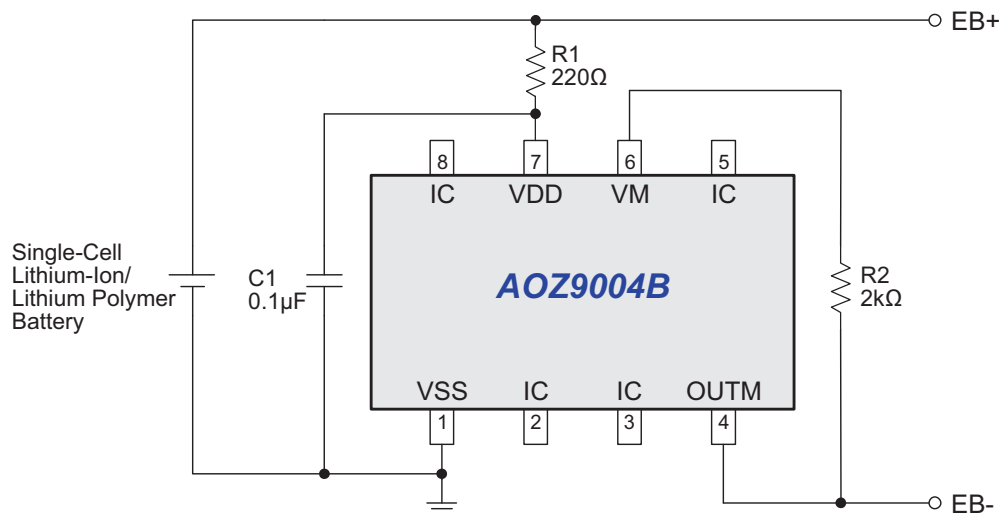 EB+
R1
220Ω
8
7
6
5
IC
VDD
VM
IC
Single-Cell
Lithium-Ion/
Lithium Polymer
Battery
C1
0.1µF
AOZ9004B
R2
2kΩ
VSS
IC
IC
OUTM
1
2
3
4
EB-